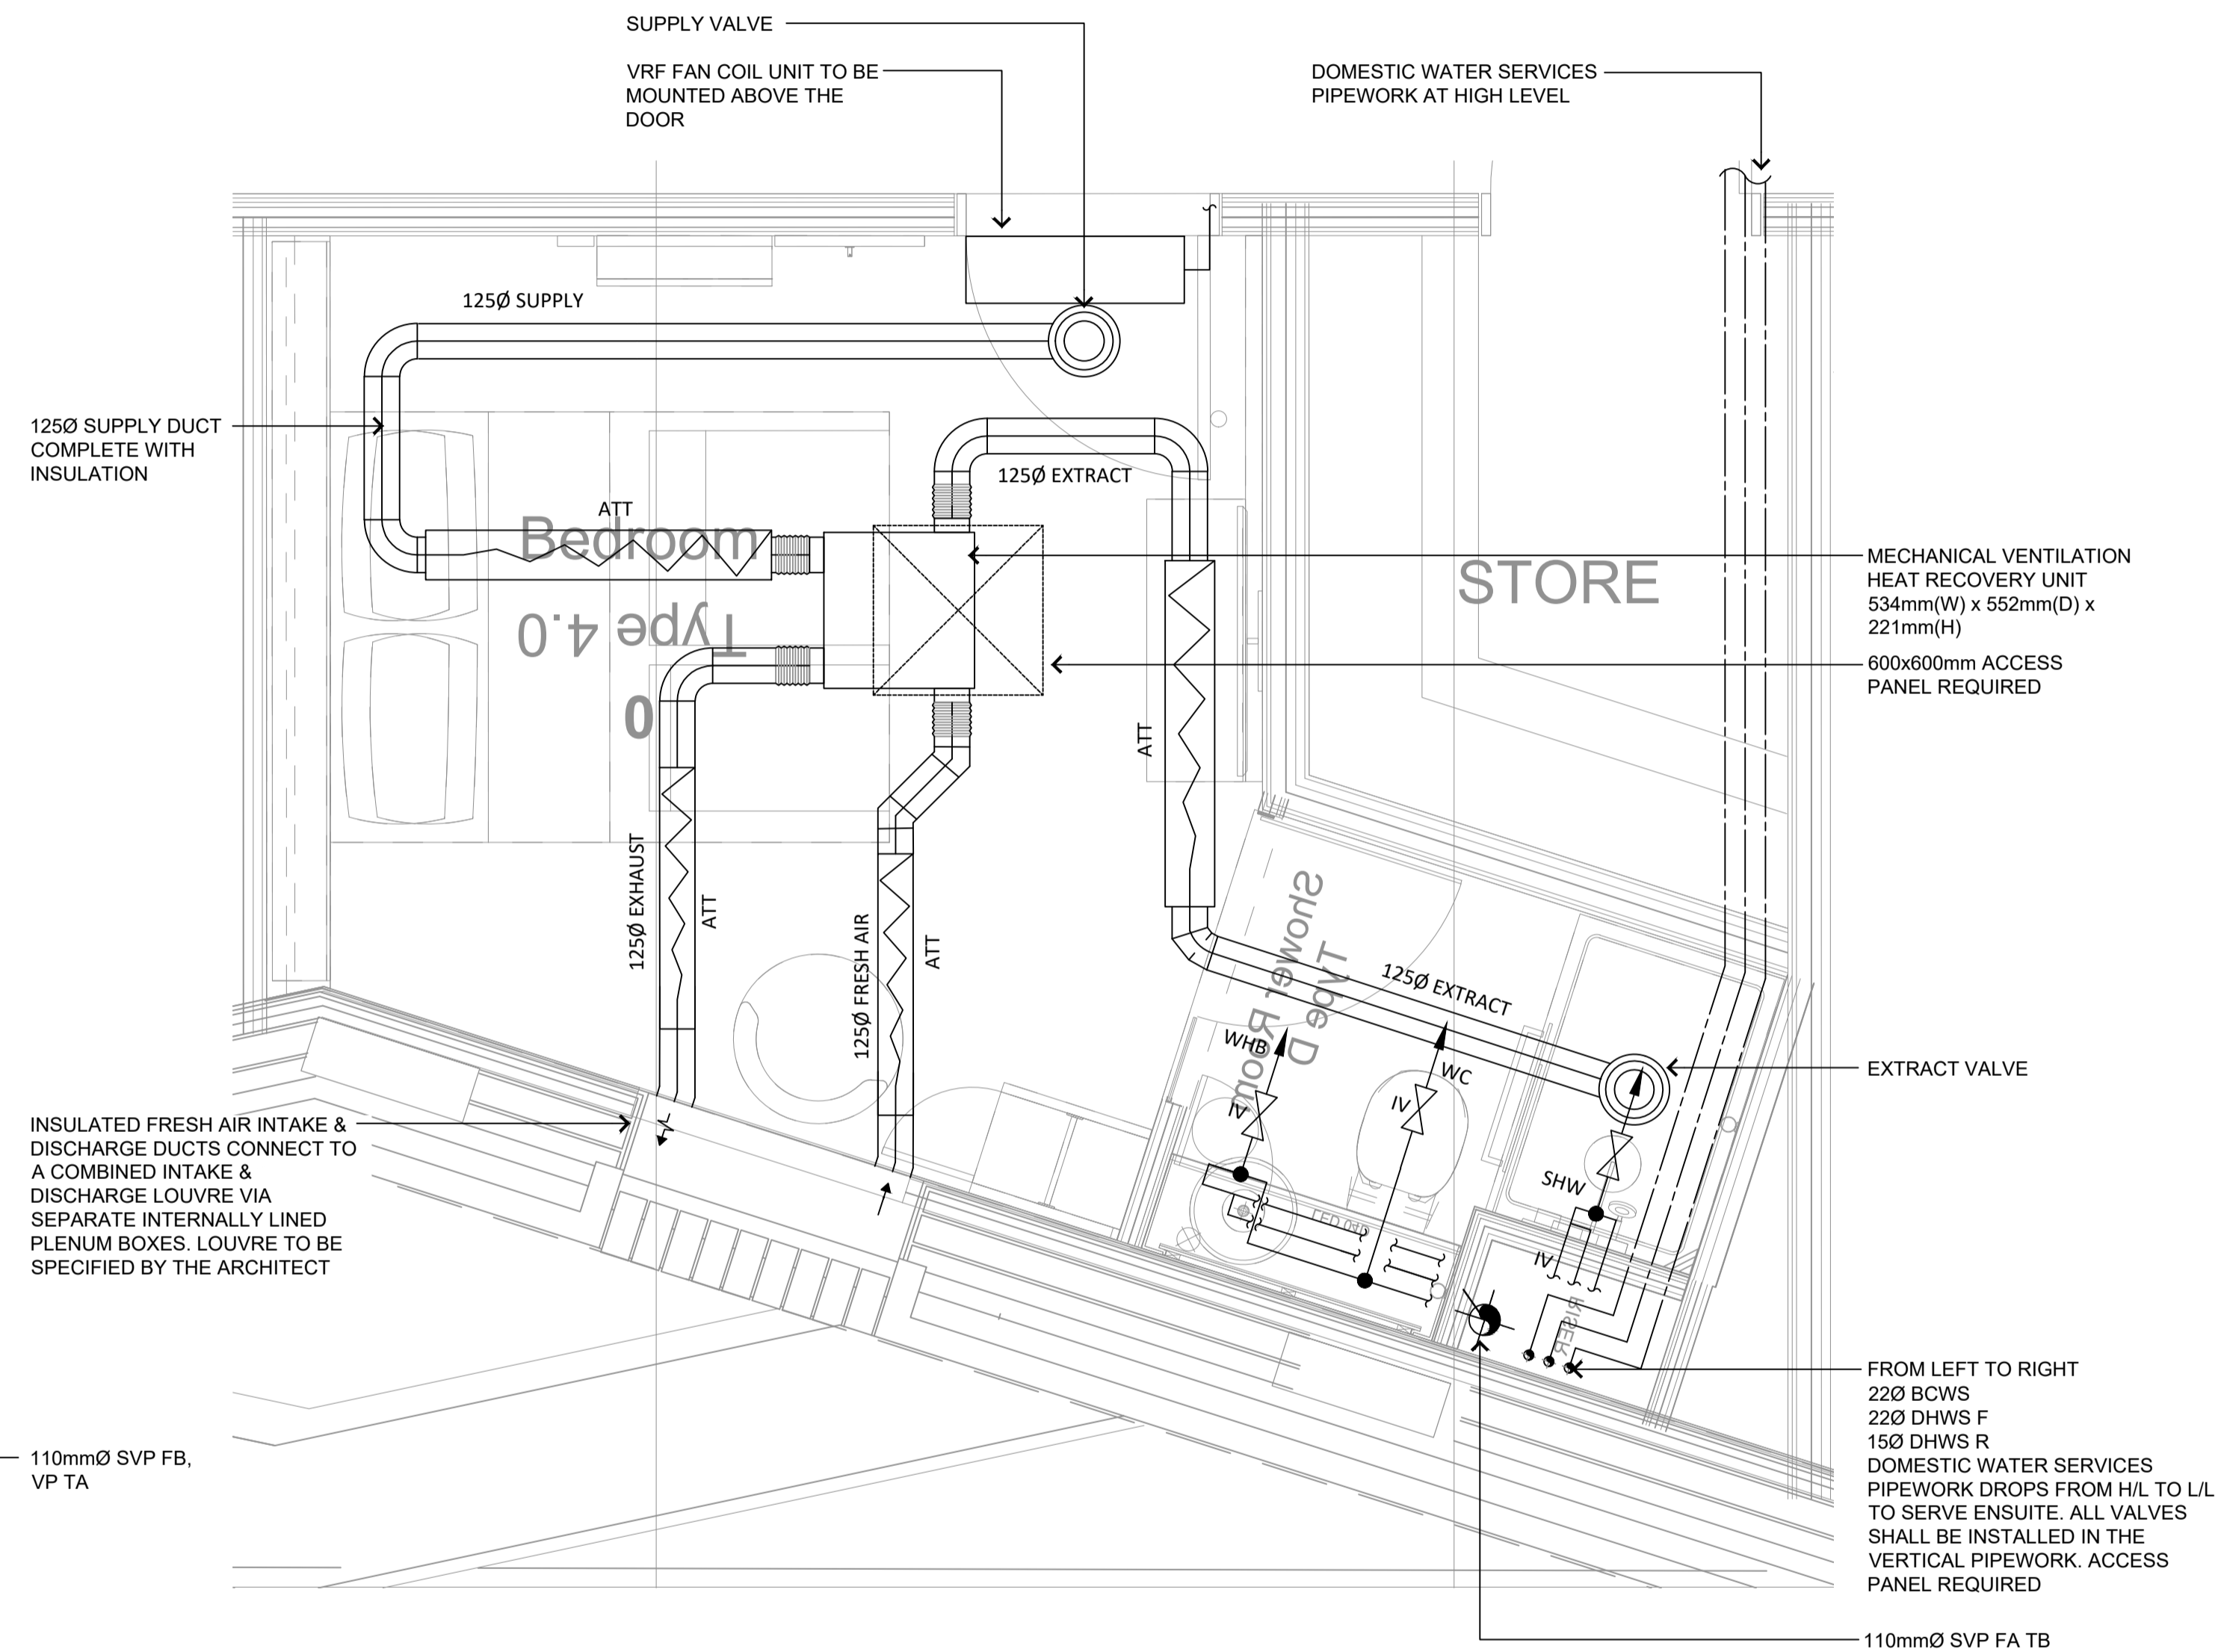 SUPPLY VALVE
VRF FAN COIL UNIT TO BE
MOUNTED ABOVE THE
DOOR
DOMESTIC WATER SERVICES
PIPEWORK AT HIGH LEVEL
125Ø SUPPLY
125Ø SUPPLY DUCT
COMPLETE WITH
INSULATION
125Ø EXTRACT
ATT
Bedroom
Type 4.0
0
STORE
MECHANICAL VENTILATION
HEAT RECOVERY UNIT
534mm(W) x 552mm(D) x
221mm(H)
600x600mm ACCESS
PANEL REQUIRED
ATT
125Ø EXHAUST
ATT
125Ø FRESH AIR
ATT
Shower Room
Type D
125Ø EXTRACT
WHB
WC
IV
IV
SHW
IV
RISER
EXTRACT VALVE
INSULATED FRESH AIR INTAKE &
DISCHARGE DUCTS CONNECT TO
A COMBINED INTAKE &
DISCHARGE LOUVRE VIA
SEPARATE INTERNALLY LINED
PLENUM BOXES. LOUVRE TO BE
SPECIFIED BY THE ARCHITECT
110mmØ SVP FB,
VP TA
FROM LEFT TO RIGHT
22Ø BCWS
22Ø DHWS F
15Ø DHWS R
DOMESTIC WATER SERVICES
PIPEWORK DROPS FROM H/L TO L/L
TO SERVE ENSUITE. ALL VALVES
SHALL BE INSTALLED IN THE
VERTICAL PIPEWORK. ACCESS
PANEL REQUIRED
110mmØ SVP FA TB